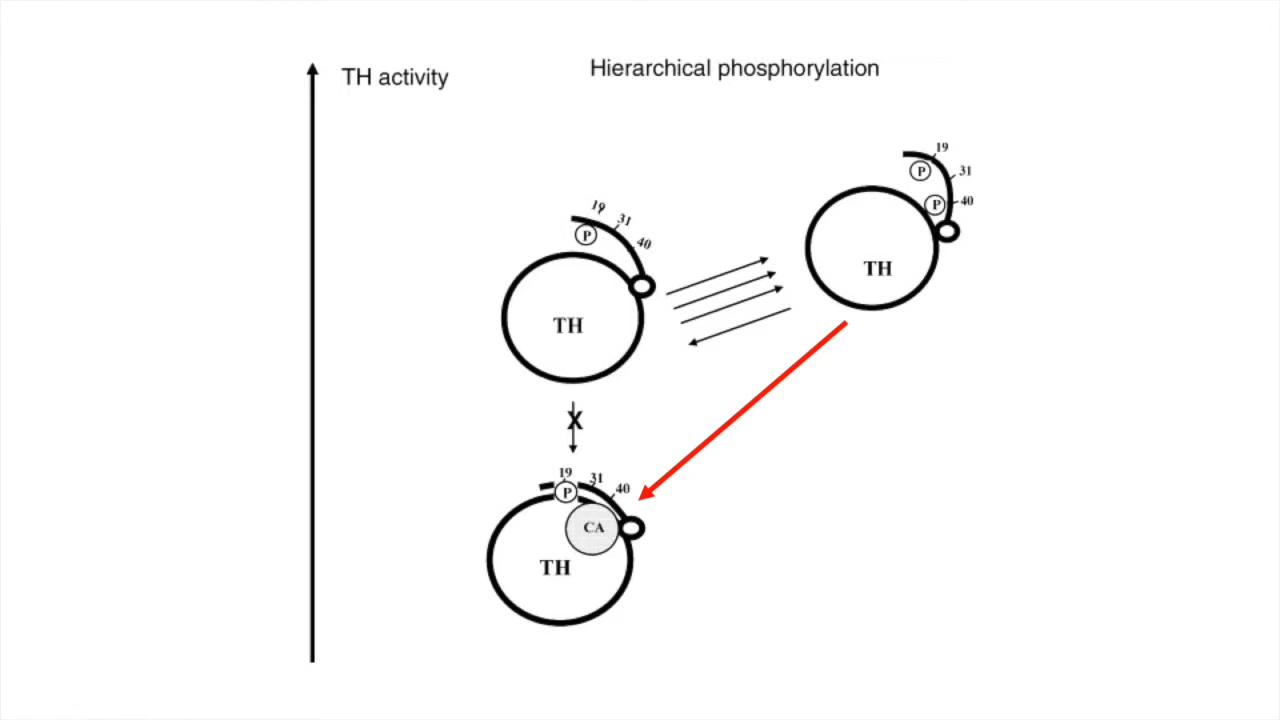 TH activity
Hierarchical phosphorylation
19
31
40
P
P
TH
19
31
40
P
TH
X
19
31
40
P
CA
TH